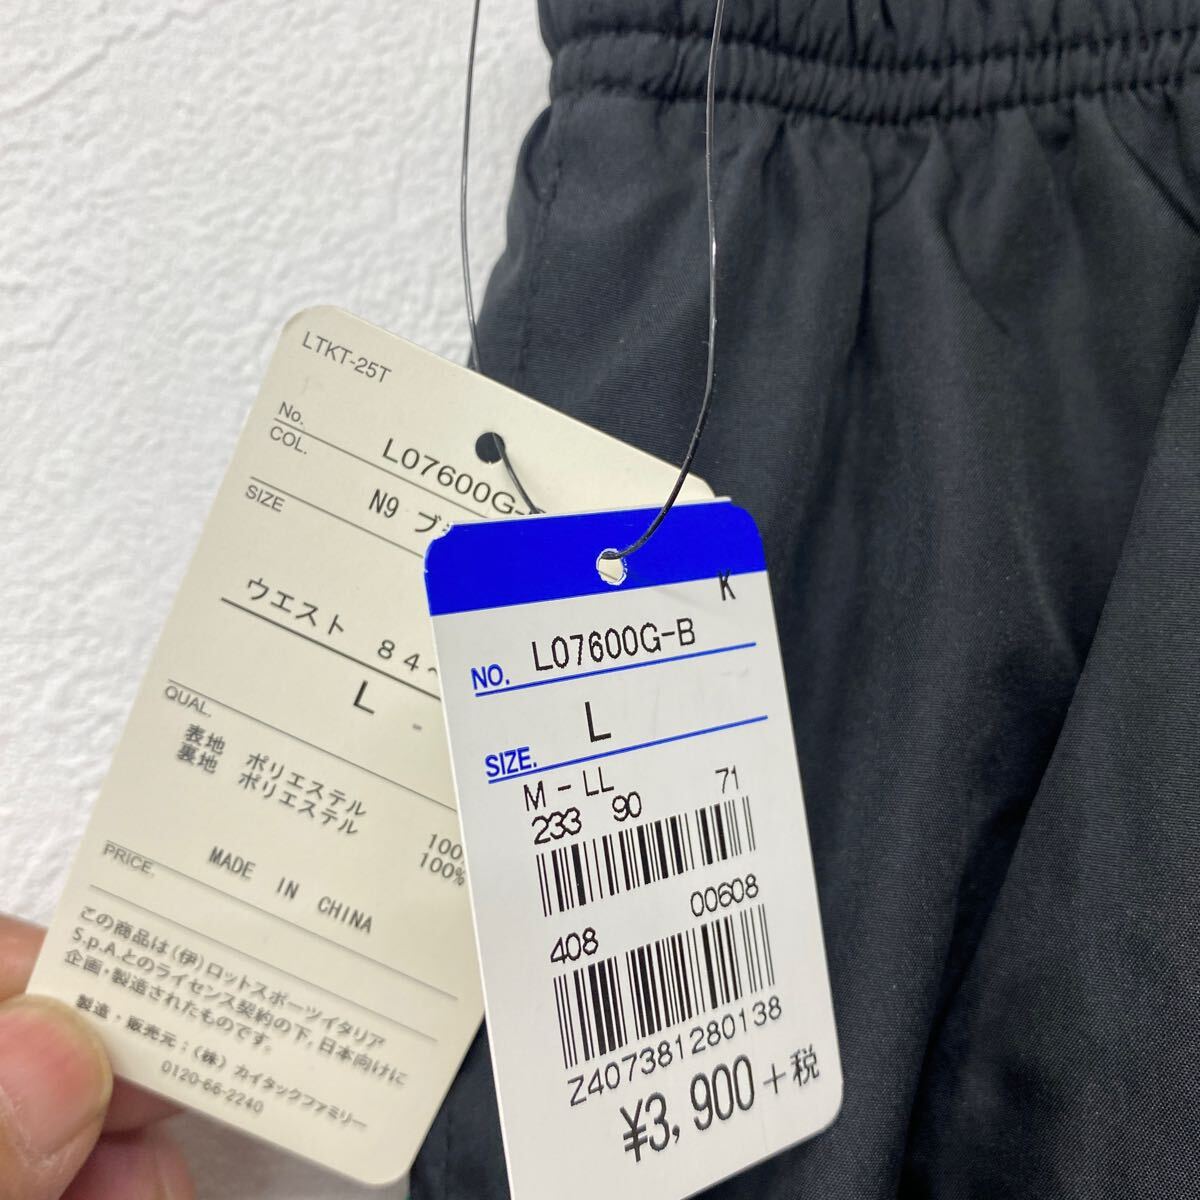 LTKT-25T
No. L07600G-
COL. N9
SIZE
ウエスト 84~
L -
QUAL.
表地 ポリエステル 100%
裏地 ポリエステル 100%
MADE IN CHINA
PRICE.
この商品は(伊)ロットスポーツイタリア
S.p.A.とのライセンス契約の下、日本向けに
企画・製造されたものです。
製造・販売元:(株)カイタックファミリー
0120-66-2240
K
NO. L07600G-B
SIZE. L
M - LL
233 90 71
408 00608
Z407381280138
¥3,900+税